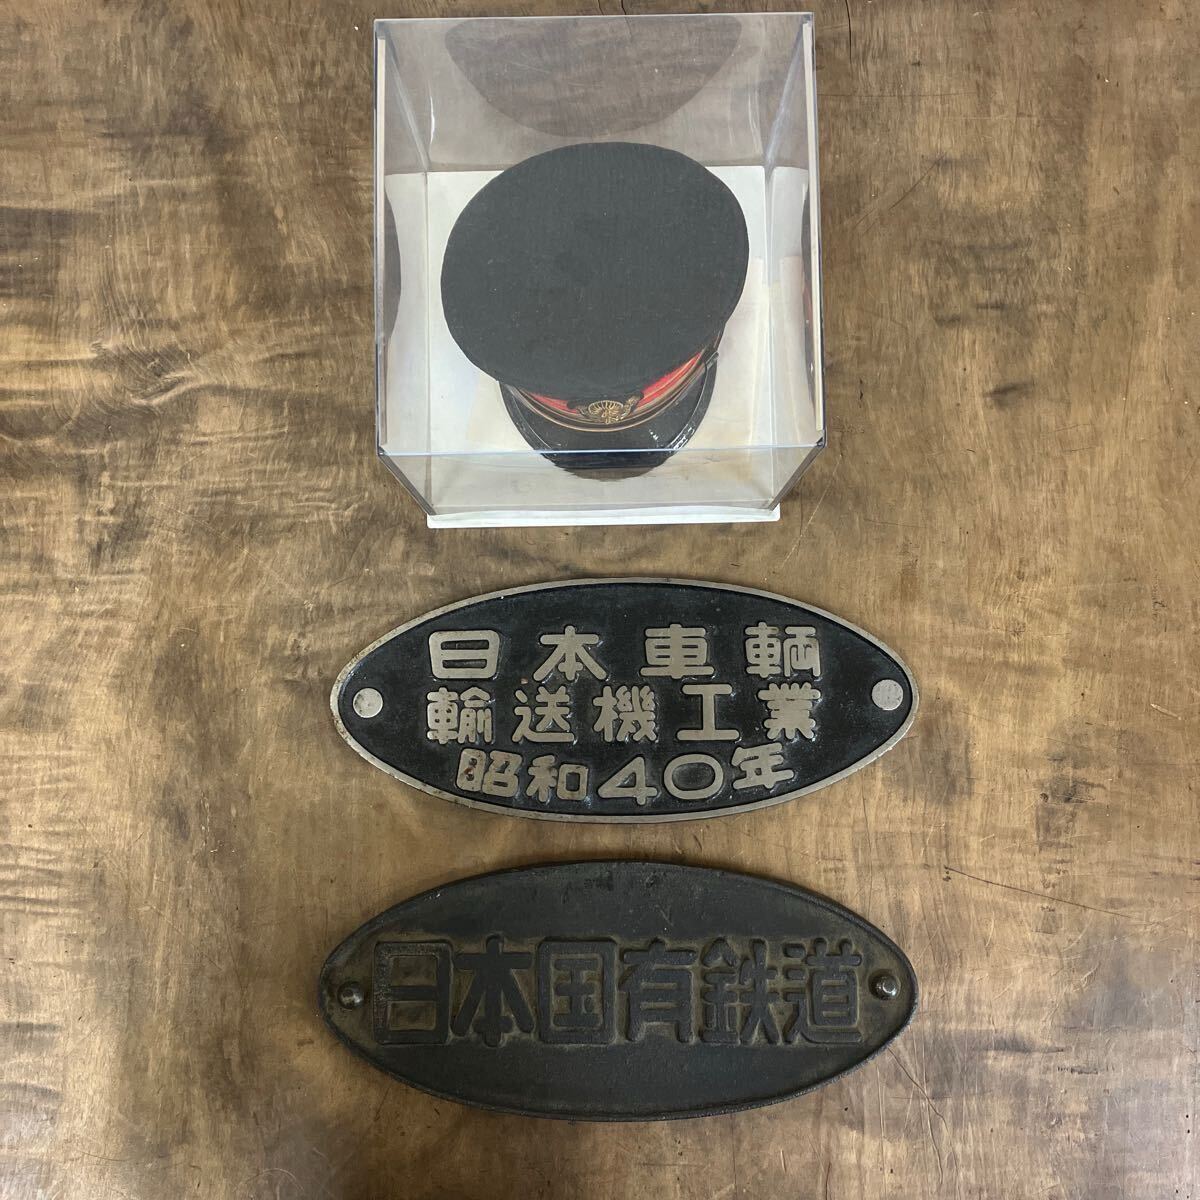 日本車輌
輸送機工業
昭和40年
日本国有鉄道